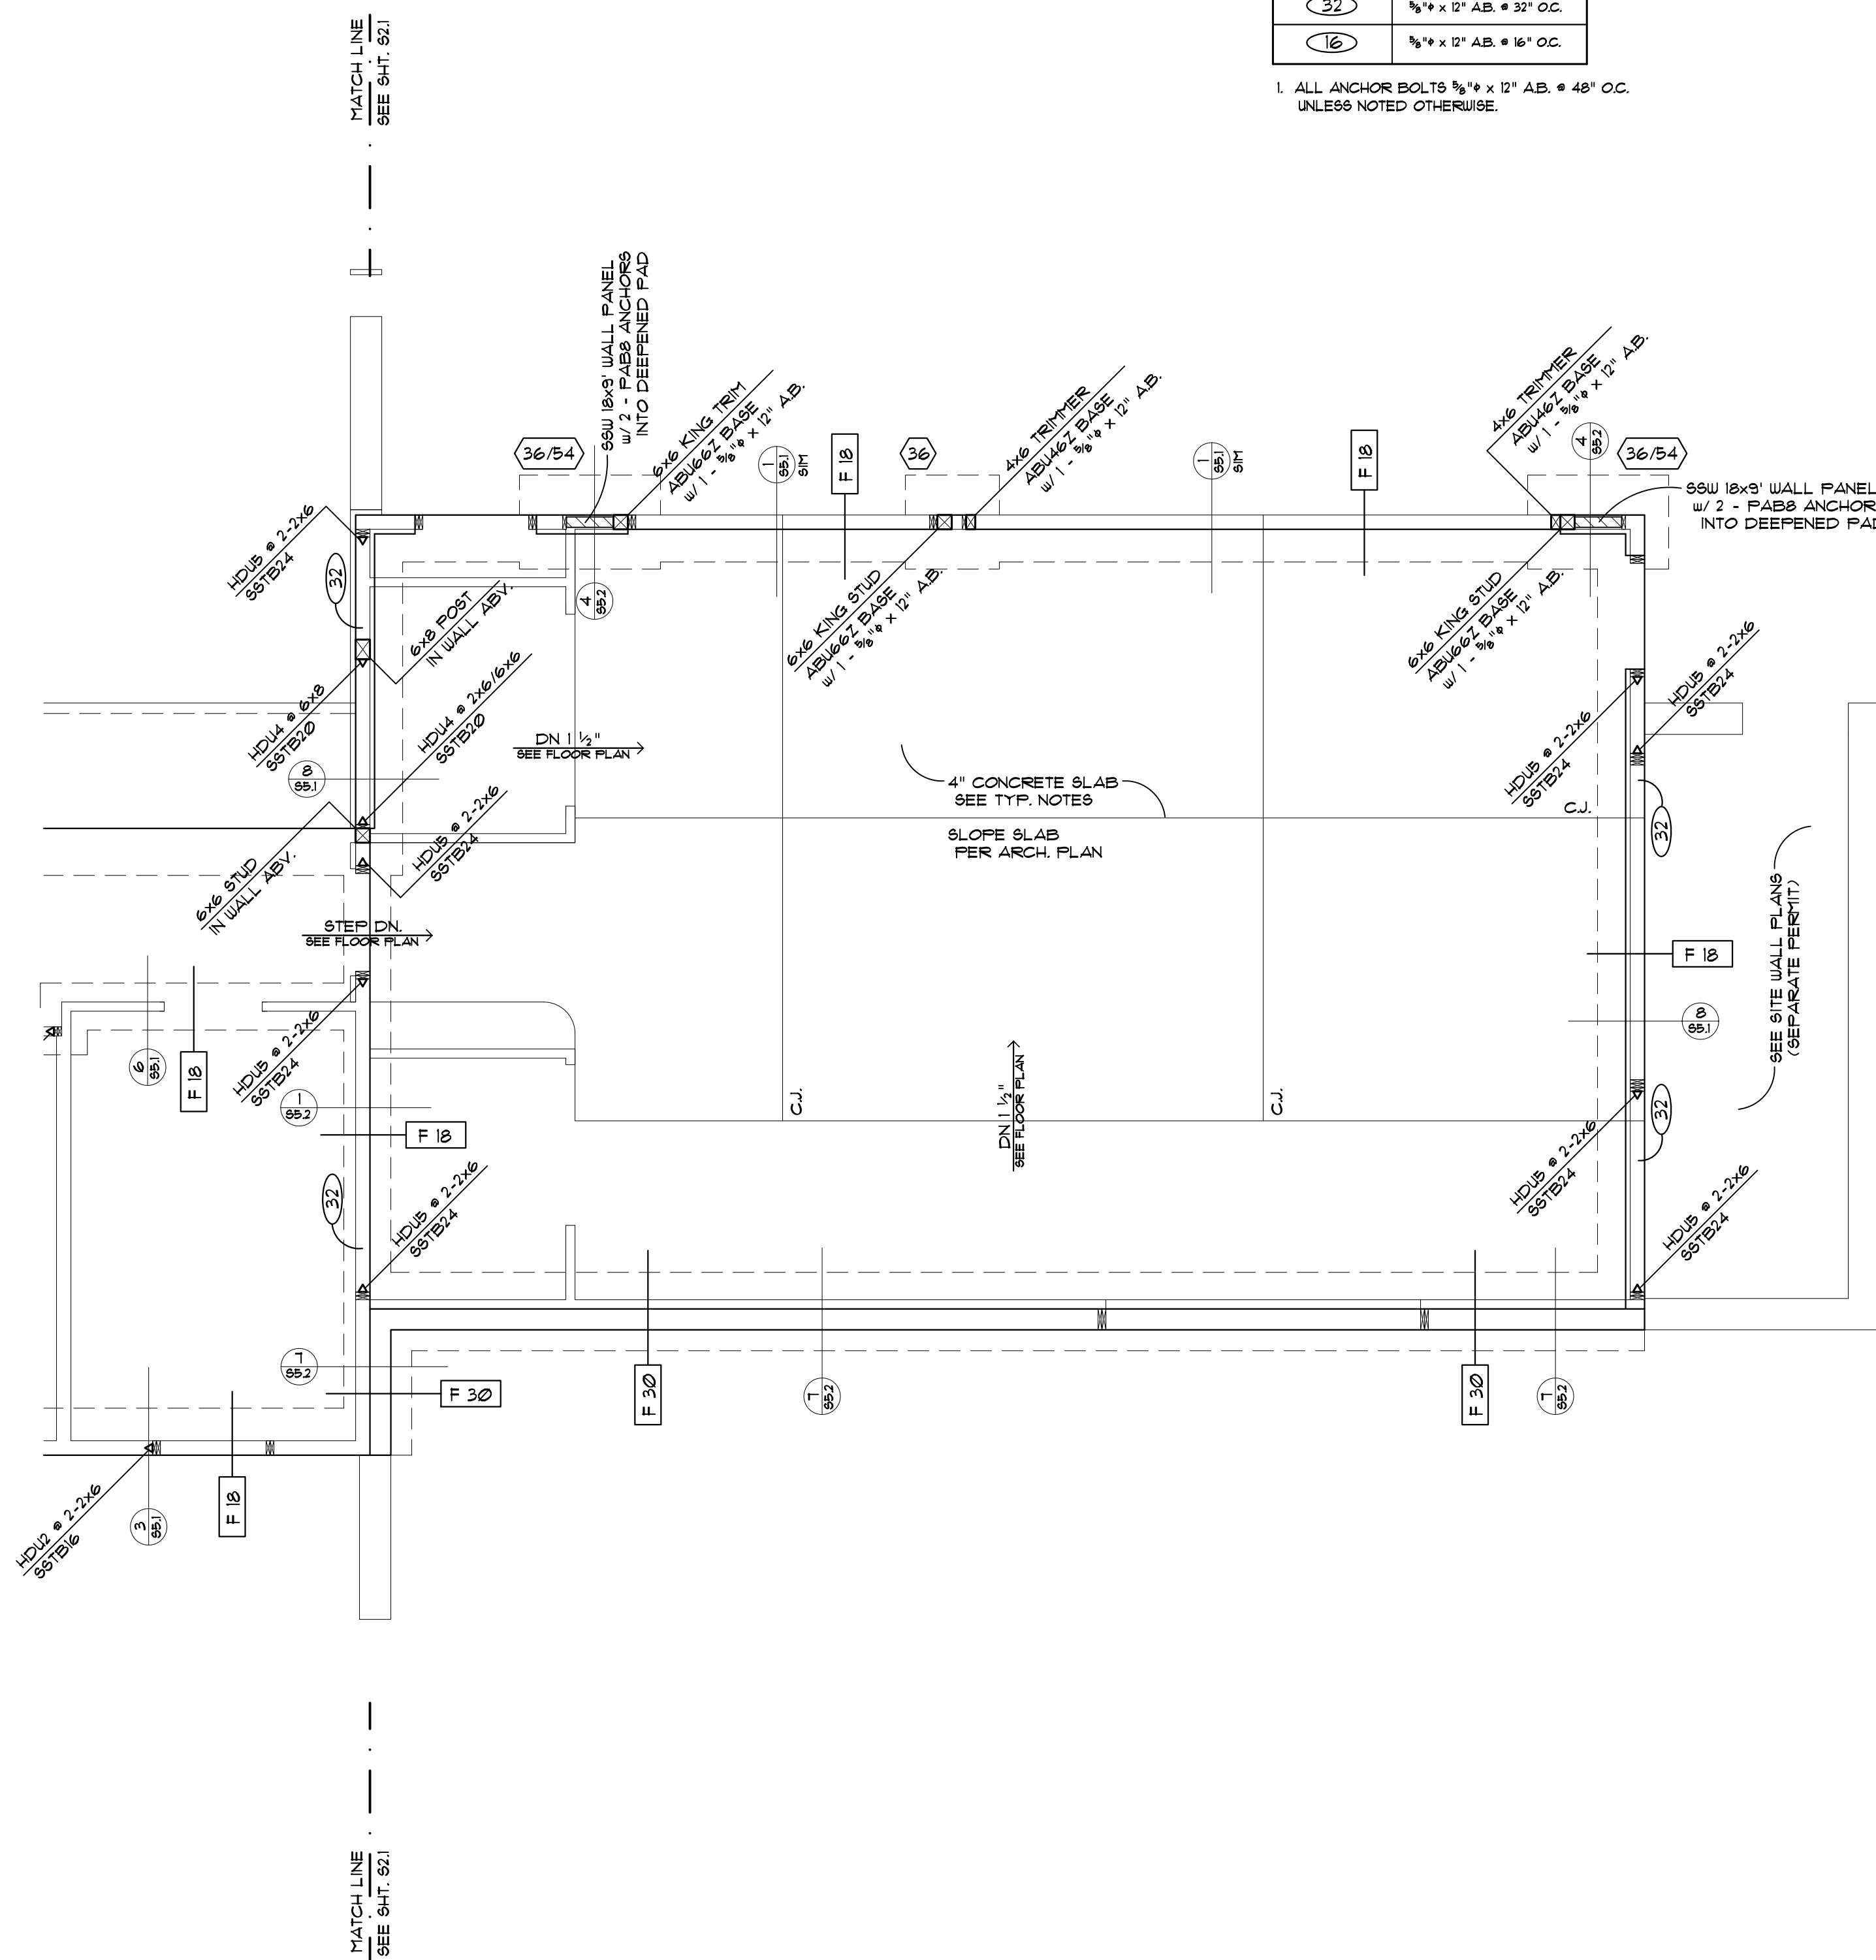 32
5/8"φ x 12" A.B. @ 32" O.C.
16
5/8"φ x 12" A.B. @ 16" O.C.
1. ALL ANCHOR BOLTS 5/8"φ x 12" A.B. @ 48" O.C.
UNLESS NOTED OTHERWISE.
MATCH LINE
SEE SHT. S2.1
SSW 18x9' WALL PANEL
w/ 2 - PAB8 ANCHORS
INTO DEEPENED PAD
36/54
6x6 KING TRIM
ABU66Z BASE
w/ 1 - 5/8"φ x 12" A.B.
1
S5.1
SIM
F 18
36
4x6 TRIMMER
ABU46Z BASE
w/ 1 - 5/8"φ x 12" A.B.
1
S5.1
SIM
F 18
4x6 TRIMMER
ABU46Z BASE
w/ 1 - 5/8"φ x 12" A.B.
4
S5.2
36/54
SSW 18x9' WALL PANEL
w/ 2 - PAB8 ANCHOR
INTO DEEPENED PAD
HDU5 @ 2-2x6
SSTB24
32
4
S5.2
6x8 POST
IN WALL ABV.
6x6 KING STUD
ABU66Z BASE
w/ 1 - 5/8"φ x 12" A.B.
6x6 KING STUD
ABU66Z BASE
w/ 1 - 5/8"φ x 12" A.B.
HDU5 @ 2-2x6
SSTB24
HDU4 @ 6x8
SSTB20
HDU4 @ 2x6/6x6
SSTB20
DN 1 1/2"
SEE FLOOR PLAN
8
S5.1
HDU5 @ 2-2x6
SSTB24
4" CONCRETE SLAB
SEE TYP. NOTES
C.J.
32
SLOPE SLAB
PER ARCH. PLAN
HDU5 @ 2-2x6
SSTB24
6x6 STUD
IN WALL ABV.
STEP DN.
SEE FLOOR PLAN
SEE SITE WALL PLANS
(SEPARATE PERMIT)
F 18
8
S5.1
6
S5.1
F 18
HDU5 @ 2-2x6
SSTB24
1
S5.2
F 18
C.J.
DN 1 1/2"
SEE FLOOR PLAN
C.J.
32
HDU5 @ 2-2x6
SSTB24
32
HDU5 @ 2-2x6
SSTB24
HDU5 @ 2-2x6
SSTB24
7
S5.2
F 30
F 30
7
S5.2
F 30
7
S5.2
HDU2 @ 2-2x6
SSTB16
3
S5.1
F 18
MATCH LINE
SEE SHT. S2.1